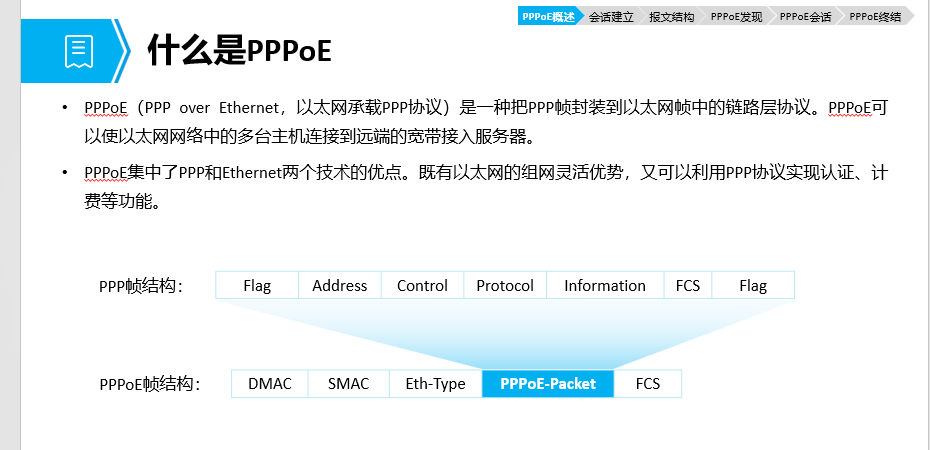 PPPoE概述 会话建立 报文结构 PPPoE发现 PPPoE会话 PPPoE终结
什么是PPPoE
• PPPoE（PPP over Ethernet，以太网承载PPP协议）是一种把PPP帧封装到以太网帧中的链路层协议。PPPoE可
以使以太网网络中的多台主机连接到远端的宽带接入服务器。
• PPPoE集中了PPP和Ethernet两个技术的优点。既有以太网的组网灵活优势，又可以利用PPP协议实现认证、计
费等功能。
PPP帧结构： Flag Address Control Protocol Information FCS Flag
PPPoE帧结构： DMAC SMAC Eth-Type PPPoE-Packet FCS